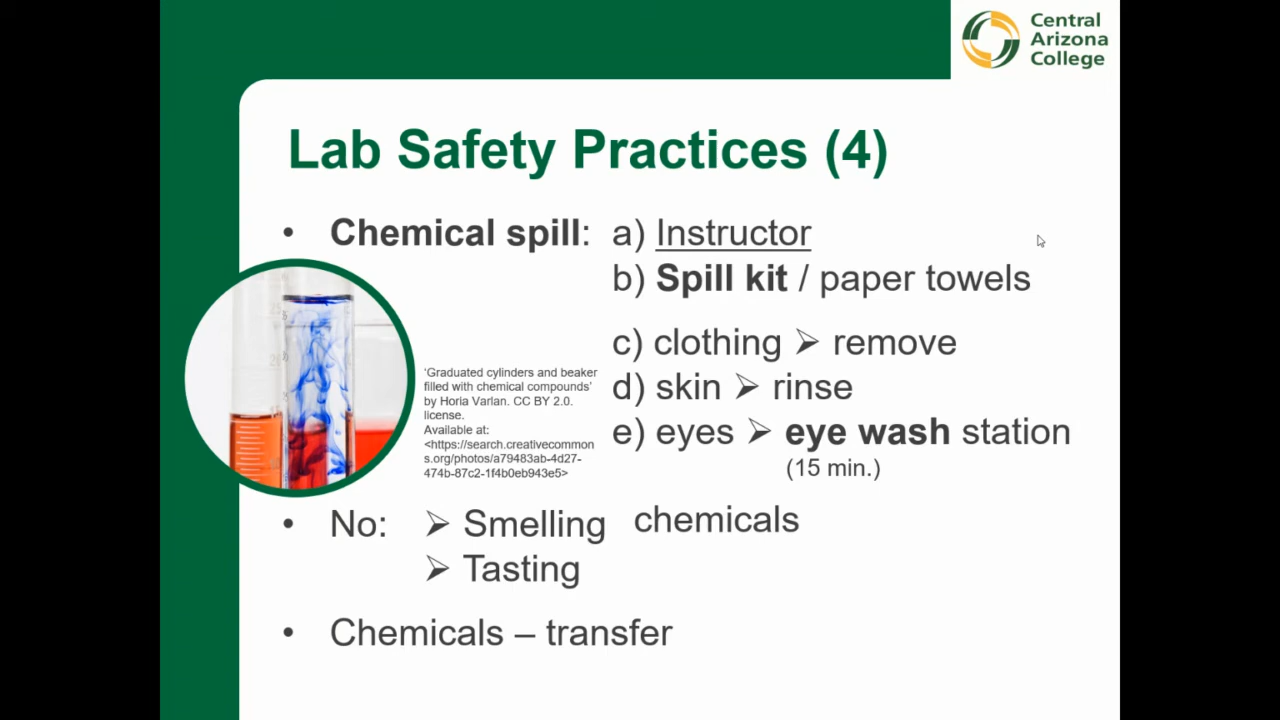 Central
Arizona
College
Lab Safety Practices (4)
• Chemical spill: a) Instructor
b) Spill kit / paper towels
c) clothing ➢ remove
d) skin ➢ rinse
e) eyes ➢ eye wash station
(15 min.)
‘Graduated cylinders and beaker
filled with chemical compounds’
by Horia Varlan. CC BY 2.0.
license.
Available at:
<https://search.creativecommon
s.org/photos/a79483ab-4d27-
474b-87c2-1f4b0eb943e5>
• No: ➢ Smelling chemicals
➢ Tasting
• Chemicals – transfer